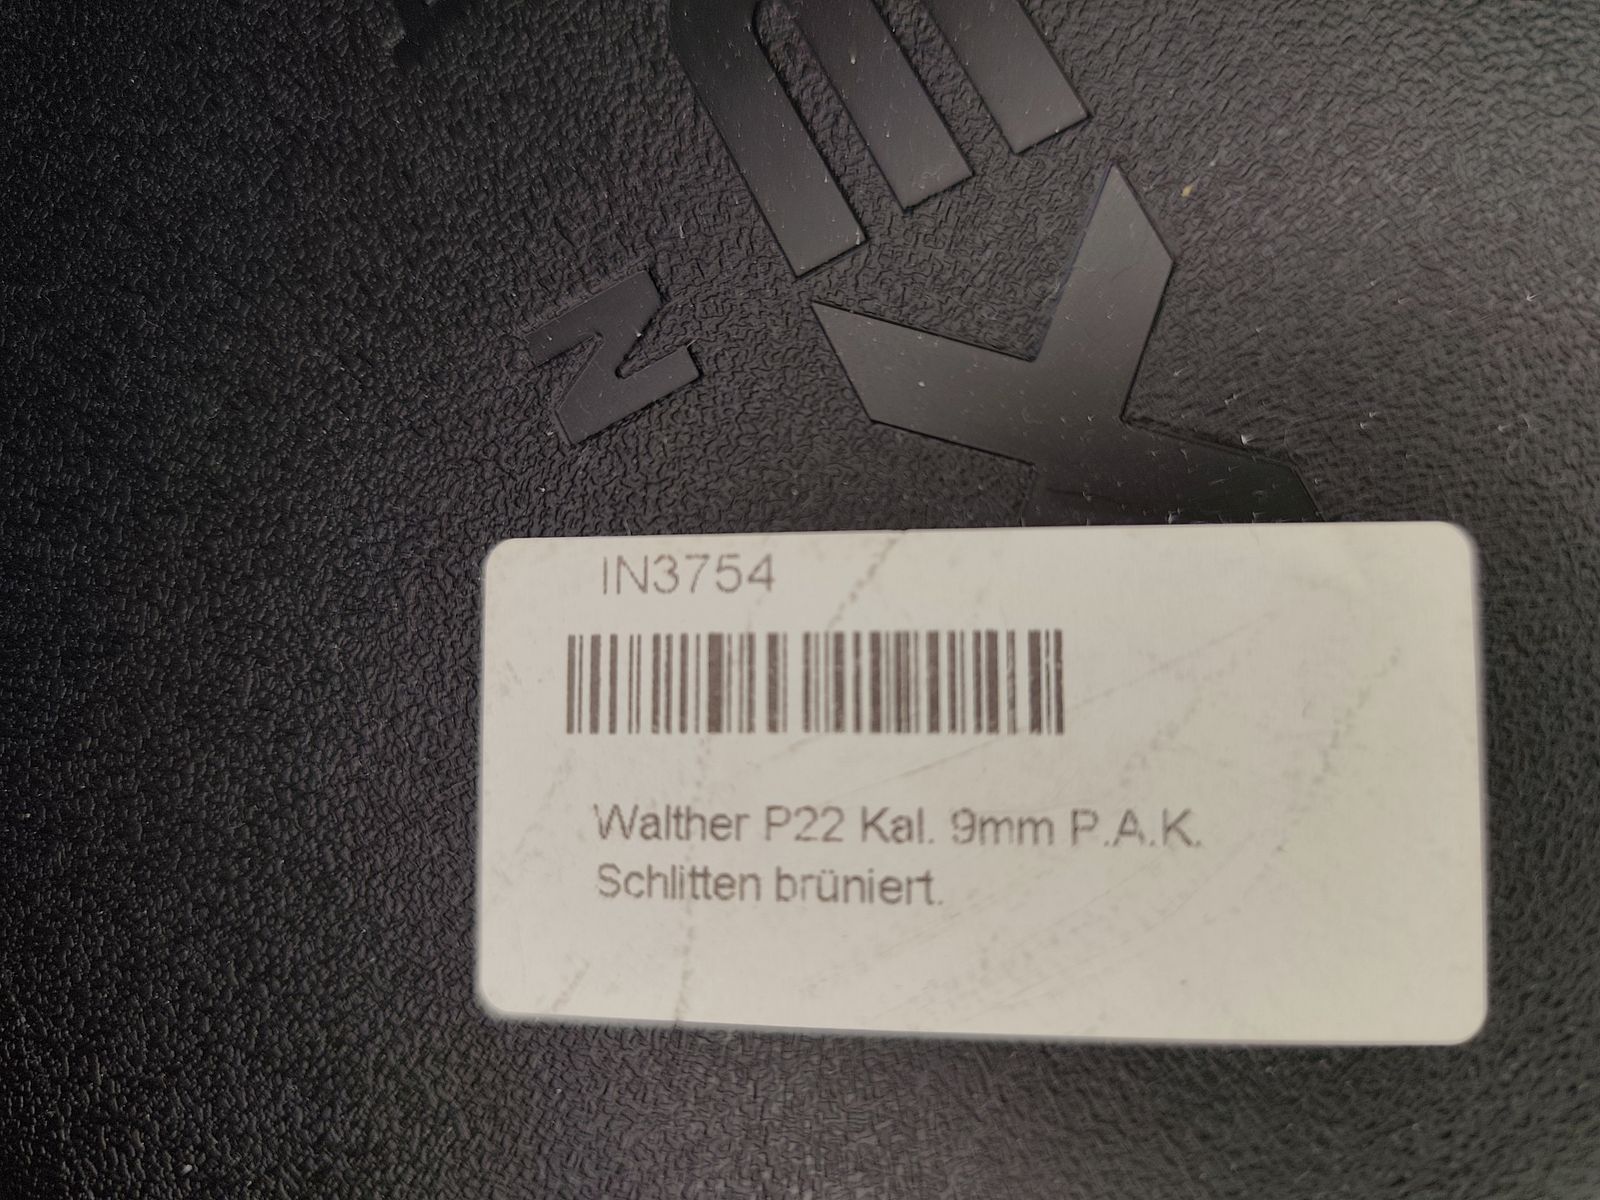 IN3754
Walther P22 Kal. 9mm P.A.K.
Schlitten brüniert.